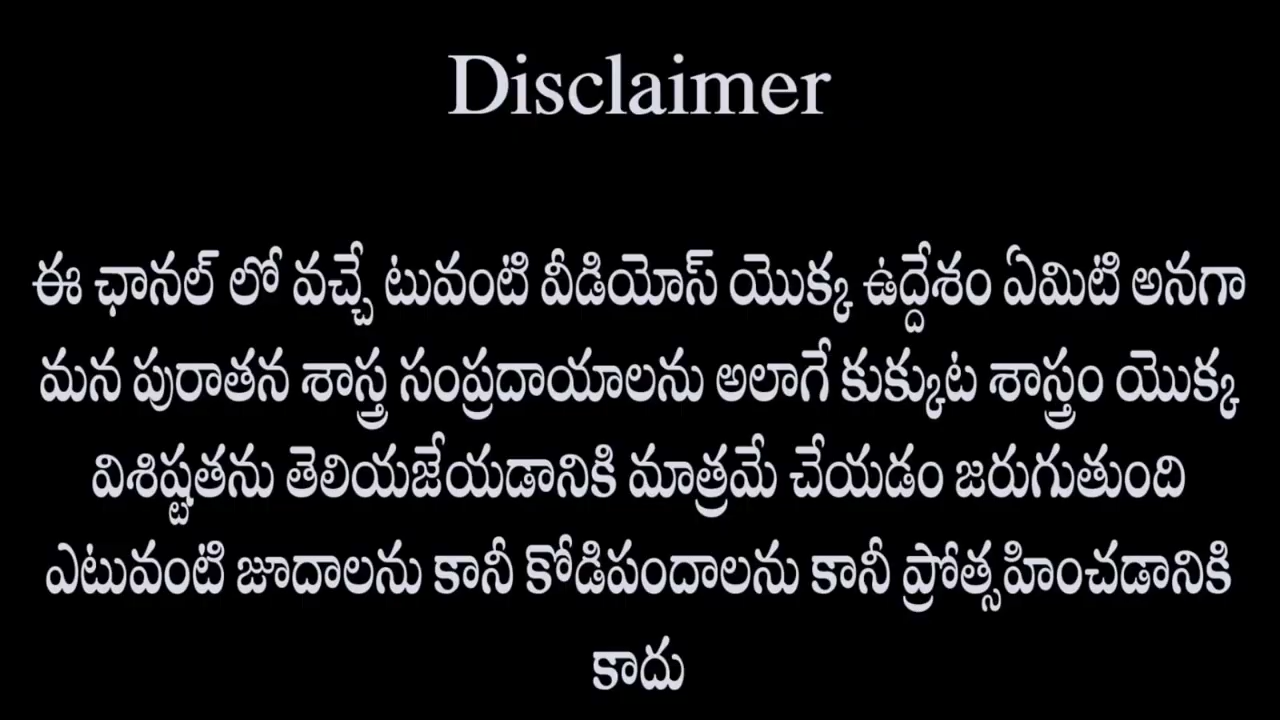 Disclaimer
ఈ ఛానల్ లో వచ్చే టువంటి వీడియోస్ యొక్క ఉద్దేశం ఏమిటి అనగా
మన పురాతన శాస్త్ర సంప్రదాయాలను అలాగే కుక్కుట శాస్త్రం యొక్క
విశిష్టతను తెలియజేయడానికి మాత్రమే చేయడం జరుగుతుంది
ఎటువంటి జూదాలను కానీ కోడిపందాలను కానీ ప్రోత్సహించడానికి
కాదు